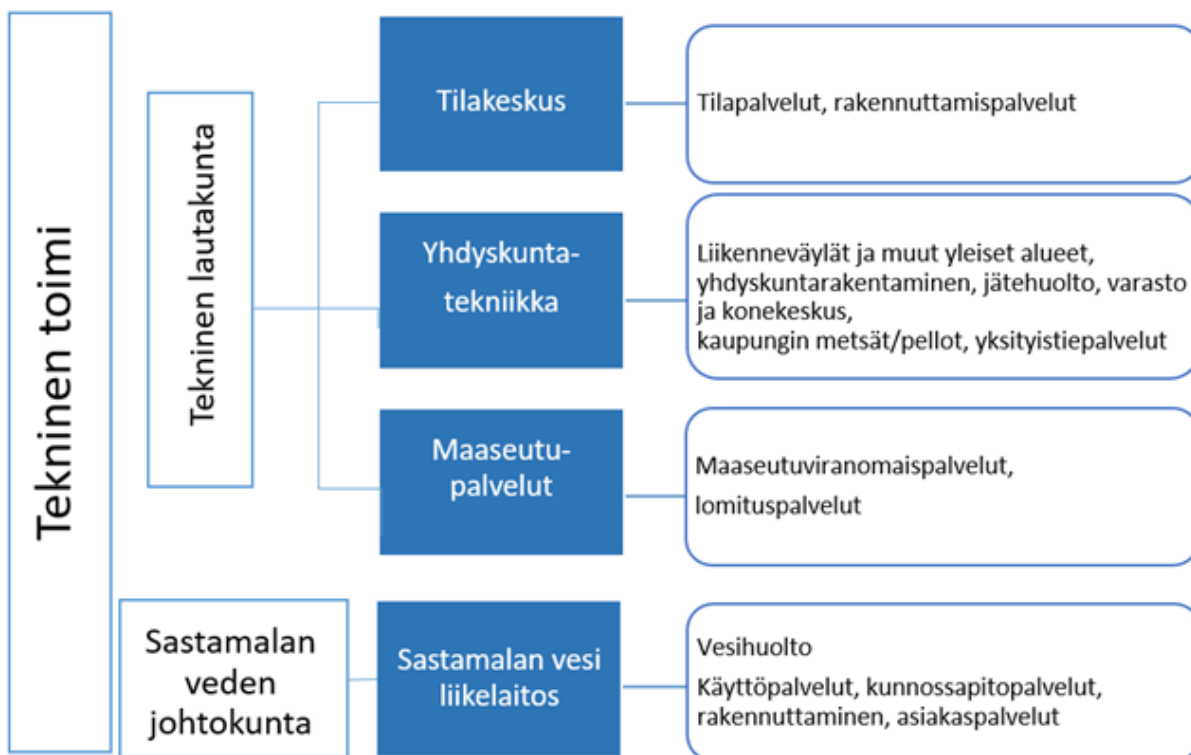 Tekninen toimi
Tekninen lautakunta
Tilakeskus
Tilapalvelut, rakennuttamispalvelut
Yhdyskunta-
tekniikka
Liikenneväylät ja muut yleiset alueet,
yhdyskuntarakentaminen, jätehuolto, varasto
ja konekeskus,
kaupungin metsät/pellot, yksityistiepalvelut
Maaseutu-
palvelut
Maaseutuviranomaispalvelut,
lomituspalvelut
Sastamalan
veden
johtokunta
Sastamalan vesi
liikelaitos
Vesihuolto
Käyttöpalvelut, kunnossapitopalvelut,
rakennuttaminen, asiakaspalvelut